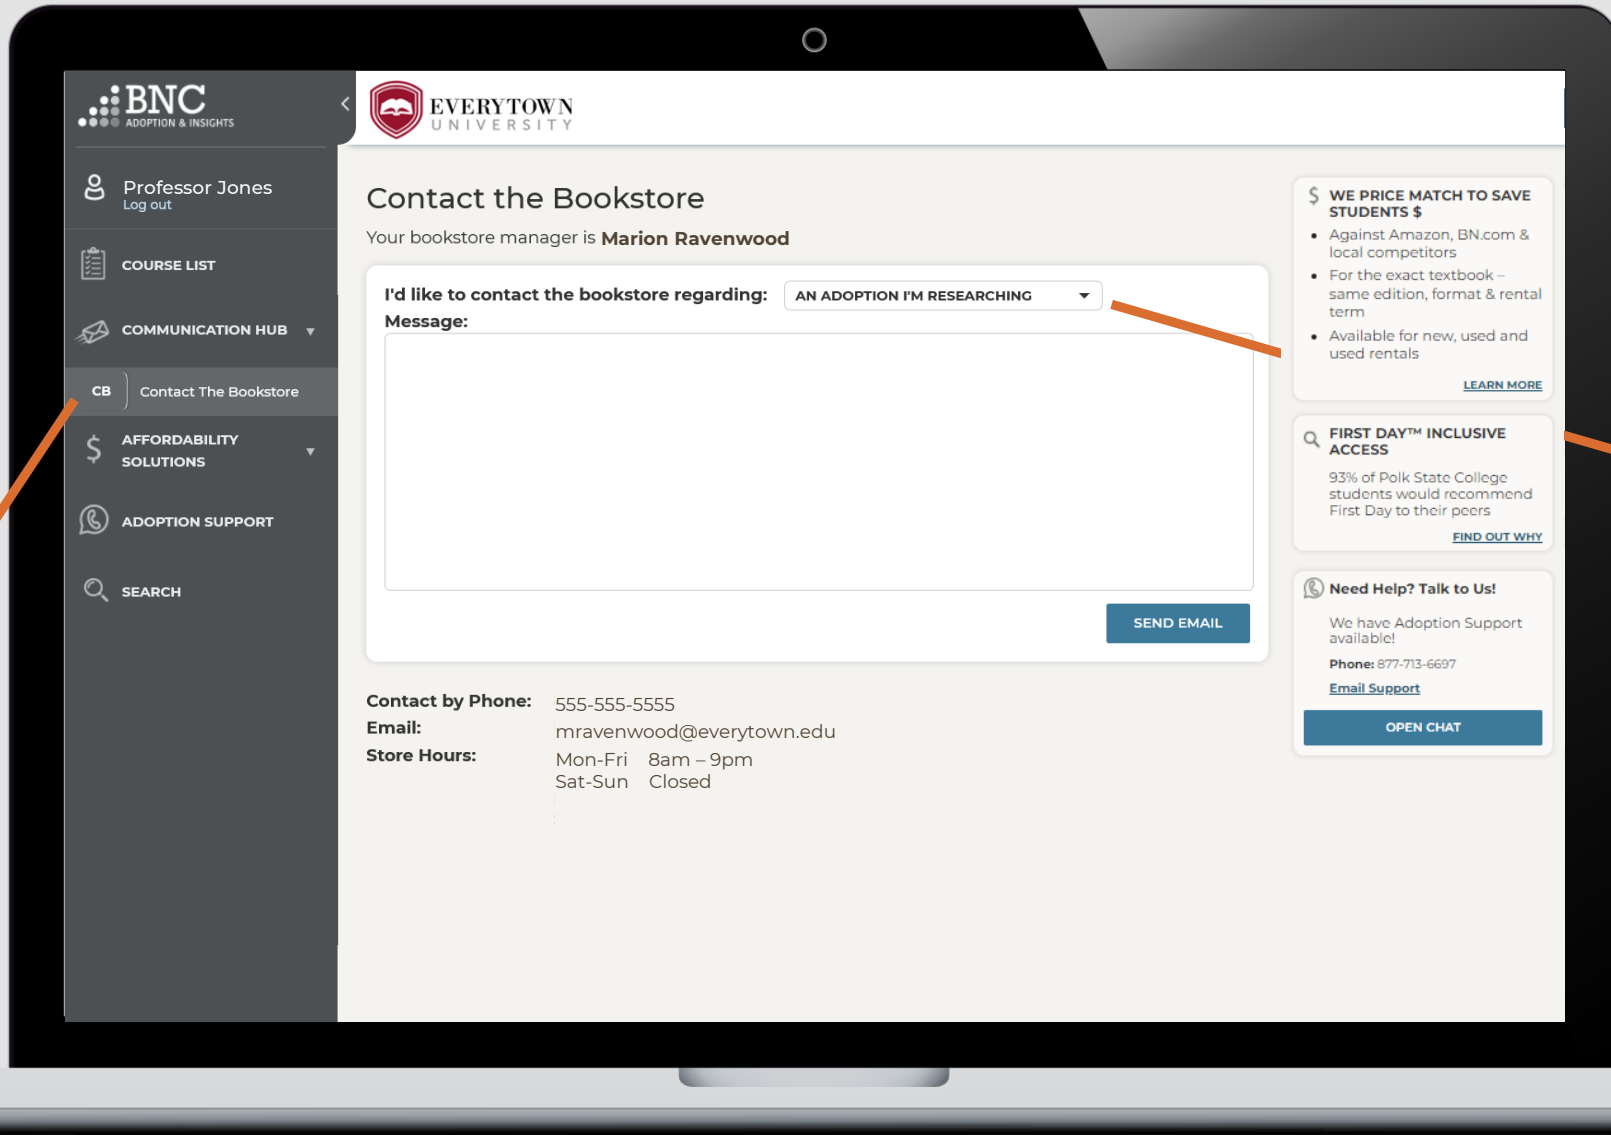 BNC
ADOPTION & INSIGHTS
Professor Jones
Log out
COURSE LIST
COMMUNICATION HUB
CB Contact The Bookstore
AFFORDABILITY
SOLUTIONS
ADOPTION SUPPORT
SEARCH
EVERYTOWN
UNIVERSITY
Contact the Bookstore
Your bookstore manager is Marion Ravenwood
I'd like to contact the bookstore regarding: AN ADOPTION I'M RESEARCHING
Message:
SEND EMAIL
Contact by Phone: 555-555-5555
Email: mravenwood@everytown.edu
Store Hours: Mon-Fri 8am – 9pm
Sat-Sun Closed
$ WE PRICE MATCH TO SAVE
STUDENTS $
• Against Amazon, BN.com &
local competitors
• For the exact textbook –
same edition, format & rental
term
• Available for new, used and
used rentals
LEARN MORE
FIRST DAY™ INCLUSIVE
ACCESS
93% of Polk State College
students would recommend
First Day to their peers
FIND OUT WHY
Need Help? Talk to Us!
We have Adoption Support
available!
Phone: 877-713-6697
Email Support
OPEN CHAT